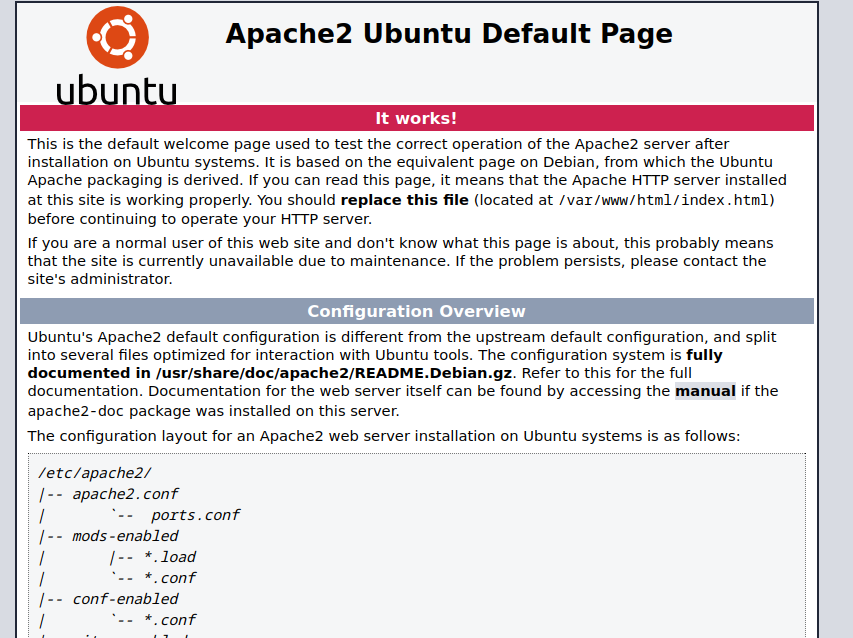 ubuntu
Apache2 Ubuntu Default Page
It works!
This is the default welcome page used to test the correct operation of the Apache2 server after
installation on Ubuntu systems. It is based on the equivalent page on Debian, from which the Ubuntu
Apache packaging is derived. If you can read this page, it means that the Apache HTTP server installed
at this site is working properly. You should replace this file (located at /var/www/html/index.html)
before continuing to operate your HTTP server.
If you are a normal user of this web site and don't know what this page is about, this probably means
that the site is currently unavailable due to maintenance. If the problem persists, please contact the
site's administrator.
Configuration Overview
Ubuntu's Apache2 default configuration is different from the upstream default configuration, and split
into several files optimized for interaction with Ubuntu tools. The configuration system is fully
documented in /usr/share/doc/apache2/README.Debian.gz. Refer to this for the full
documentation. Documentation for the web server itself can be found by accessing the manual if the
apache2-doc package was installed on this server.
The configuration layout for an Apache2 web server installation on Ubuntu systems is as follows:
/etc/apache2/
|-- apache2.conf
|       `--  ports.conf
|-- mods-enabled
|       |-- *.load
|       `-- *.conf
|-- conf-enabled
|       `-- *.conf